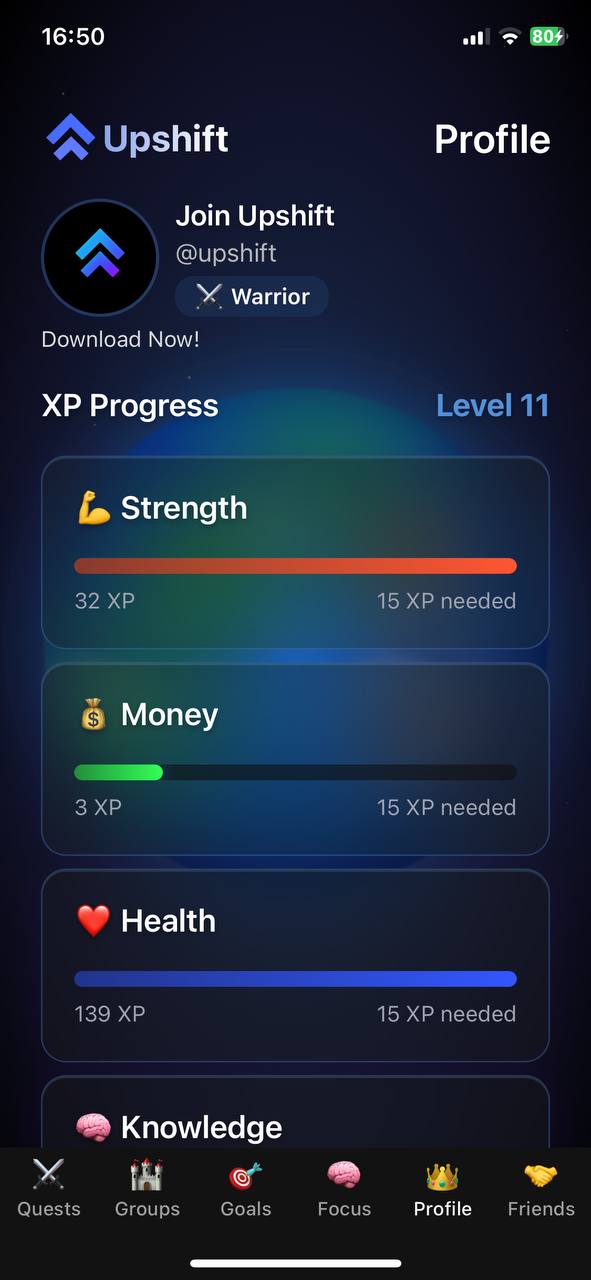 16:50
80
Upshift
Profile
Join Upshift
@upshift
Warrior
Download Now!
XP Progress
Level 11
Strength
32 XP
15 XP needed
Money
3 XP
15 XP needed
Health
139 XP
15 XP needed
Knowledge
Quests
Groups
Goals
Focus
Profile
Friends